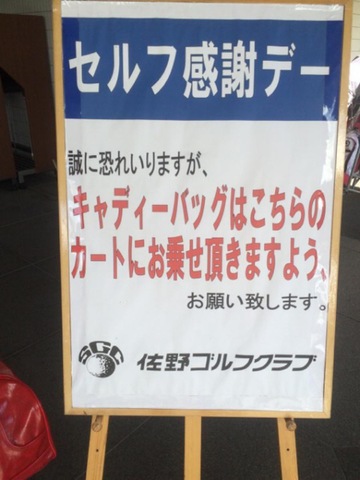 セルフ感謝デー
誠に恐れいりますが、
キャディーバッグはこちらの
カートにお乗せ頂きますよう、
お願い致します。
SGC 佐野ゴルフクラブ